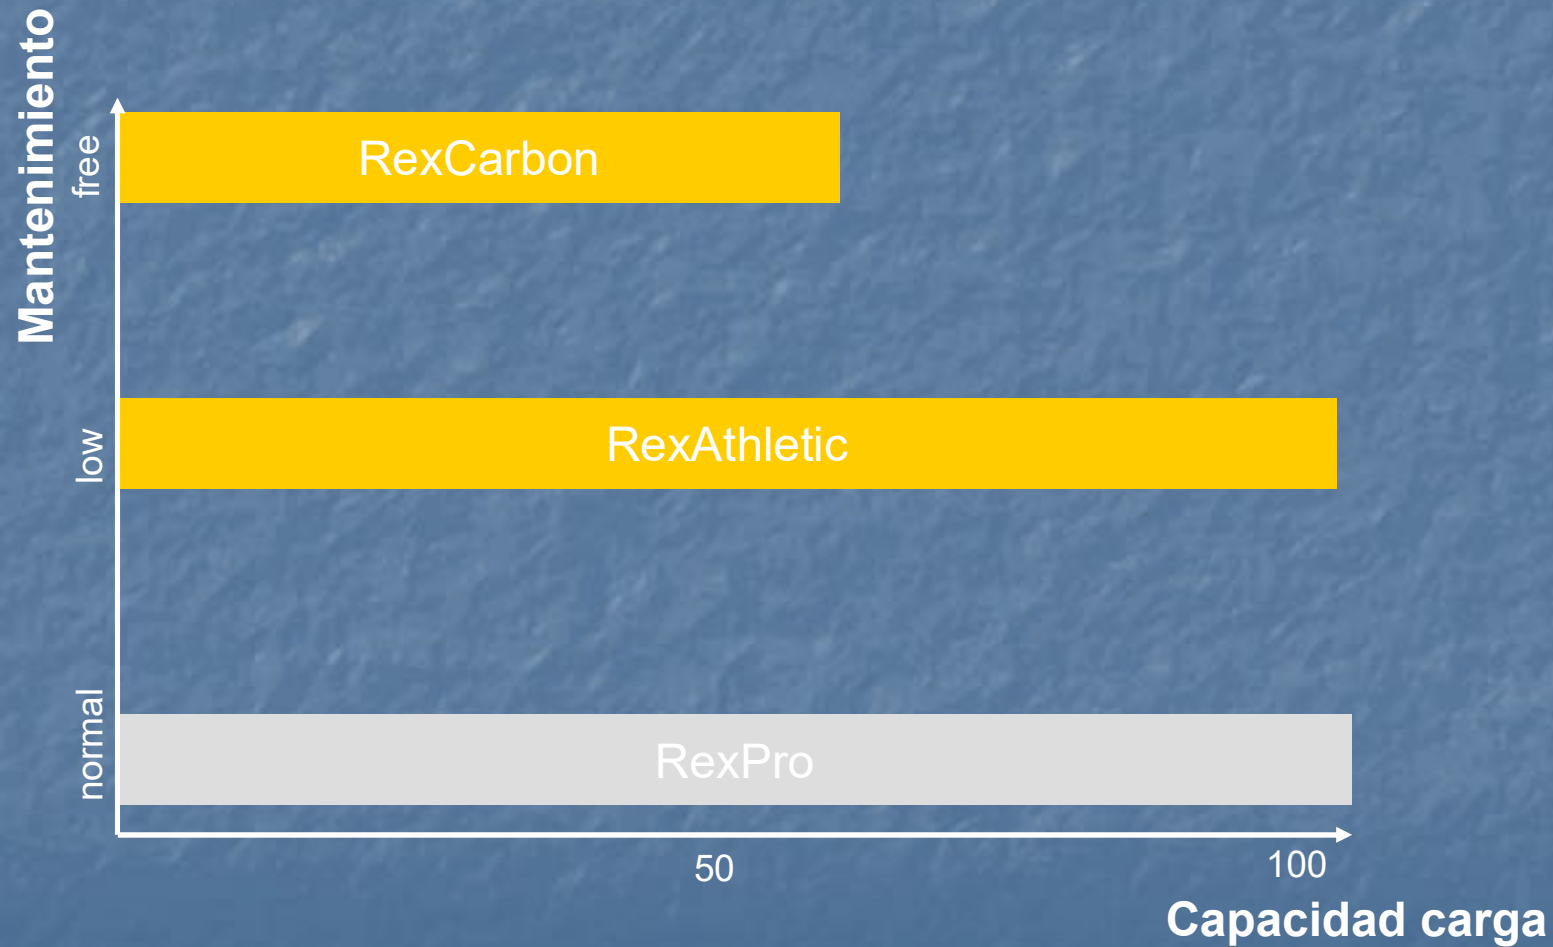 Mantenimiento
free
RexCarbon
low
RexAthletic
normal
RexPro
50
100
Capacidad carga